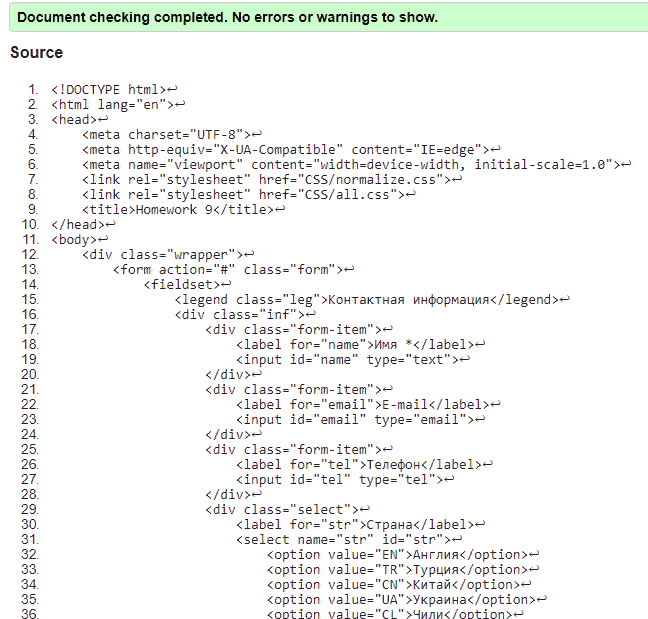 Document checking completed. No errors or warnings to show.
Source
1. <!DOCTYPE html>↩
2. <html lang="en">↩
3. <head>↩
4. <meta charset="UTF-8">↩
5. <meta http-equiv="X-UA-Compatible" content="IE=edge">↩
6. <meta name="viewport" content="width=device-width, initial-scale=1.0">↩
7. <link rel="stylesheet" href="CSS/normalize.css">↩
8. <link rel="stylesheet" href="CSS/all.css">↩
9. <title>Homework 9</title>↩
10. </head>↩
11. <body>↩
12. <div class="wrapper">↩
13. <form action="#" class="form">↩
14. <fieldset>↩
15. <legend class="leg">Контактная информация</legend>↩
16. <div class="inf">↩
17. <div class="form-item">↩
18. <label for="name">Имя *</label>↩
19. <input id="name" type="text">↩
20. </div>↩
21. <div class="form-item">↩
22. <label for="email">E-mail</label>↩
23. <input id="email" type="email">↩
24. </div>↩
25. <div class="form-item">↩
26. <label for="tel">Телефон</label>↩
27. <input id="tel" type="tel">↩
28. </div>↩
29. <div class="select">↩
30. <label for="str">Страна</label>↩
31. <select name="str" id="str">↩
32. <option value="EN">Англия</option>↩
33. <option value="TR">Турция</option>↩
34. <option value="CN">Китай</option>↩
35. <option value="UA">Украина</option>↩
36. <option value="CL">Чили</option>↩